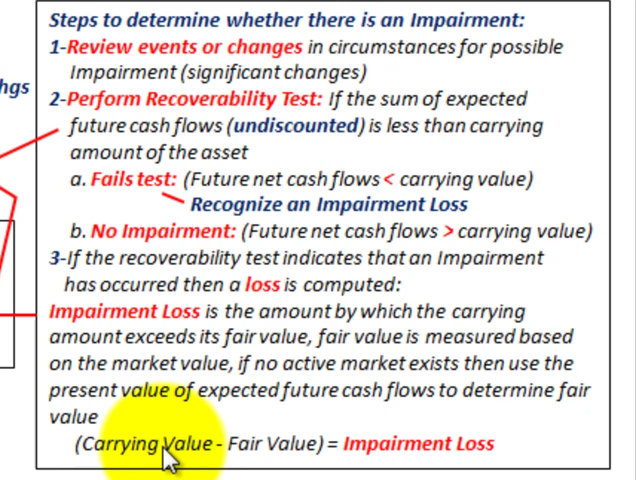 Steps to determine whether there is an Impairment:
1-Review events or changes in circumstances for possible
Impairment (significant changes)
hgs
2-Perform Recoverability Test: If the sum of expected
future cash flows (undiscounted) is less than carrying
amount of the asset
a. Fails test: (Future net cash flows < carrying value)
Recognize an Impairment Loss
b. No Impairment: (Future net cash flows > carrying value)
3-If the recoverability test indicates that an Impairment
has occurred then a loss is computed:
Impairment Loss is the amount by which the carrying
amount exceeds its fair value, fair value is measured based
on the market value, if no active market exists then use the
present value of expected future cash flows to determine fair
value
(Carrying Value - Fair Value) = Impairment Loss